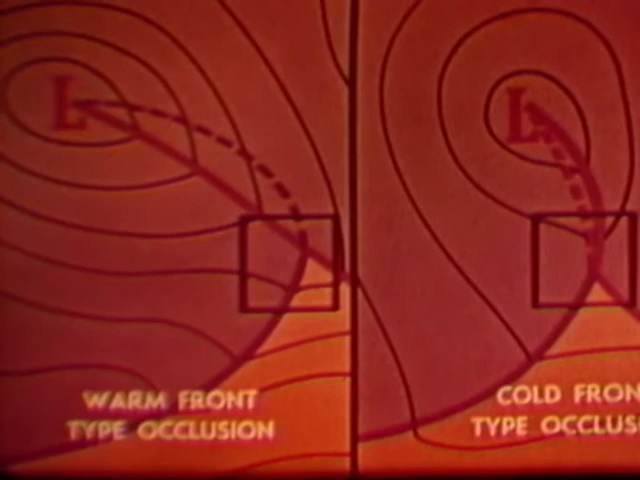 L
L
WARM FRONT
TYPE OCCLUSION
COLD FRON
TYPE OCCLUS